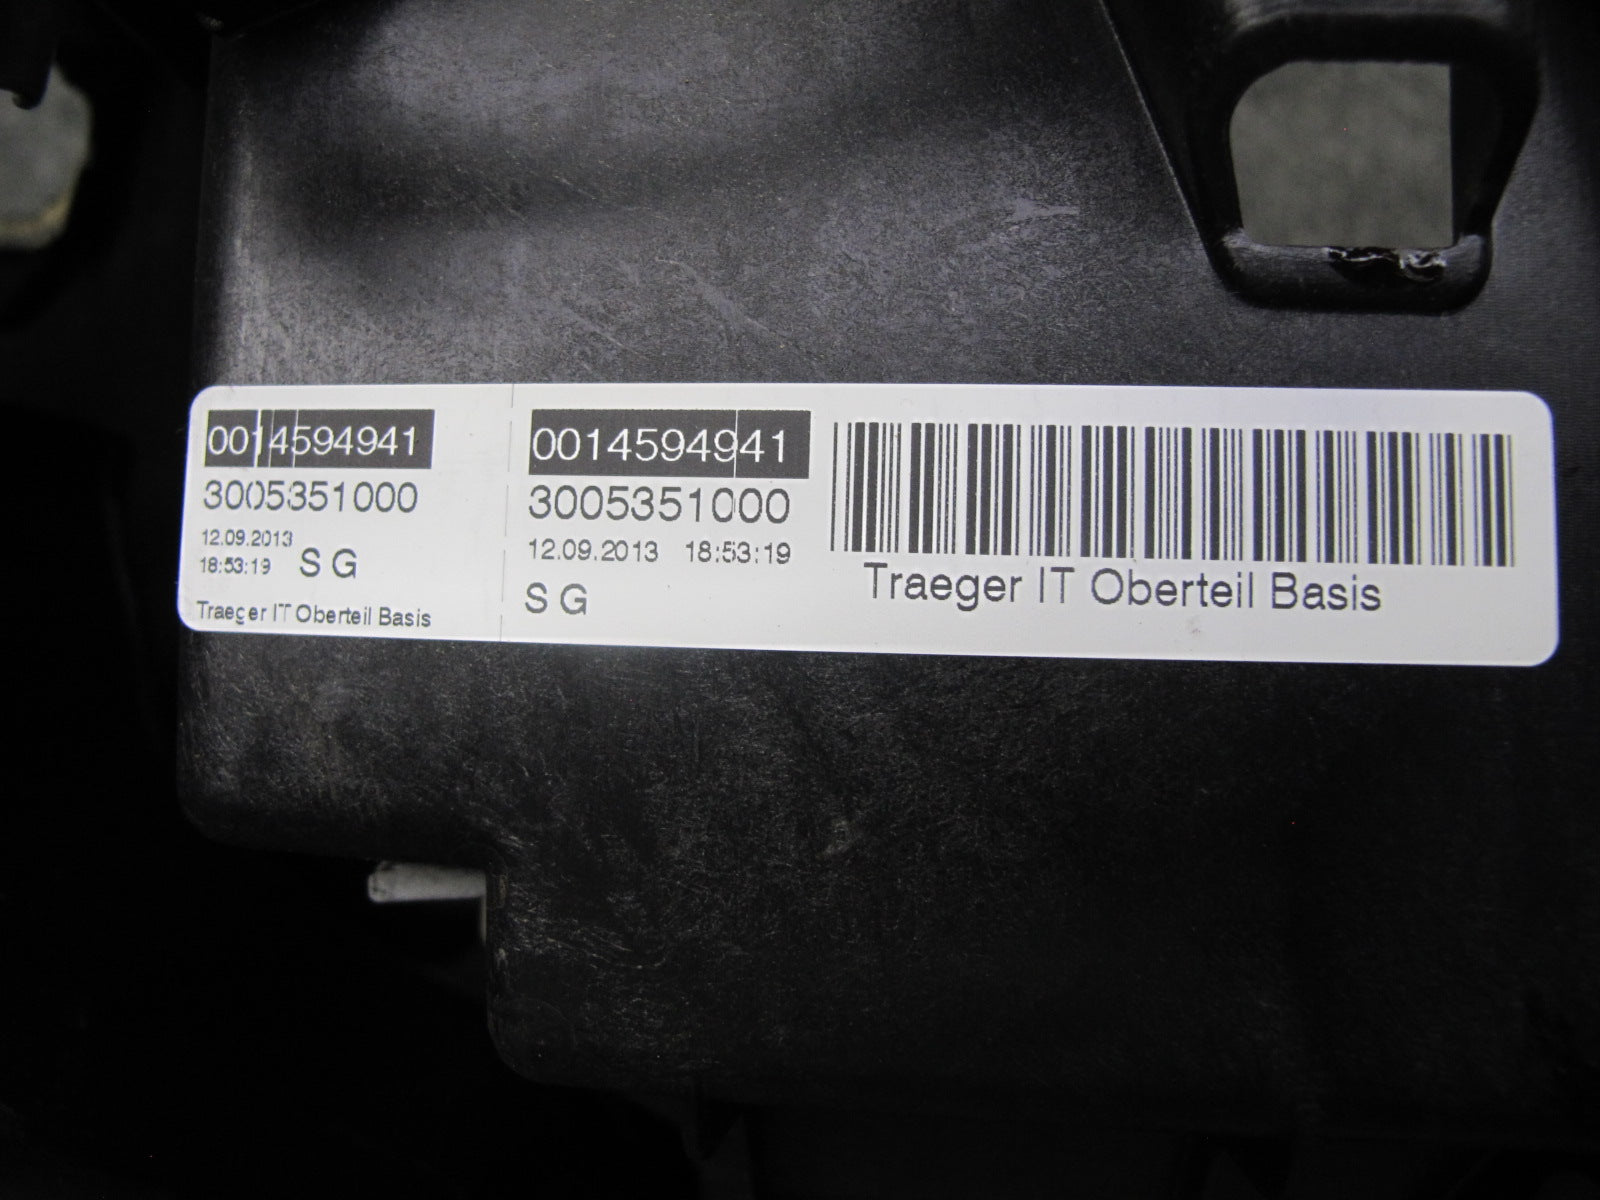 0014594941
3005351000
12.09.2013
18:53:19 S G
Traeger IT Oberteil Basis
0014594941
3005351000
12.09.2013 18:53:19
S G
Traeger IT Oberteil Basis